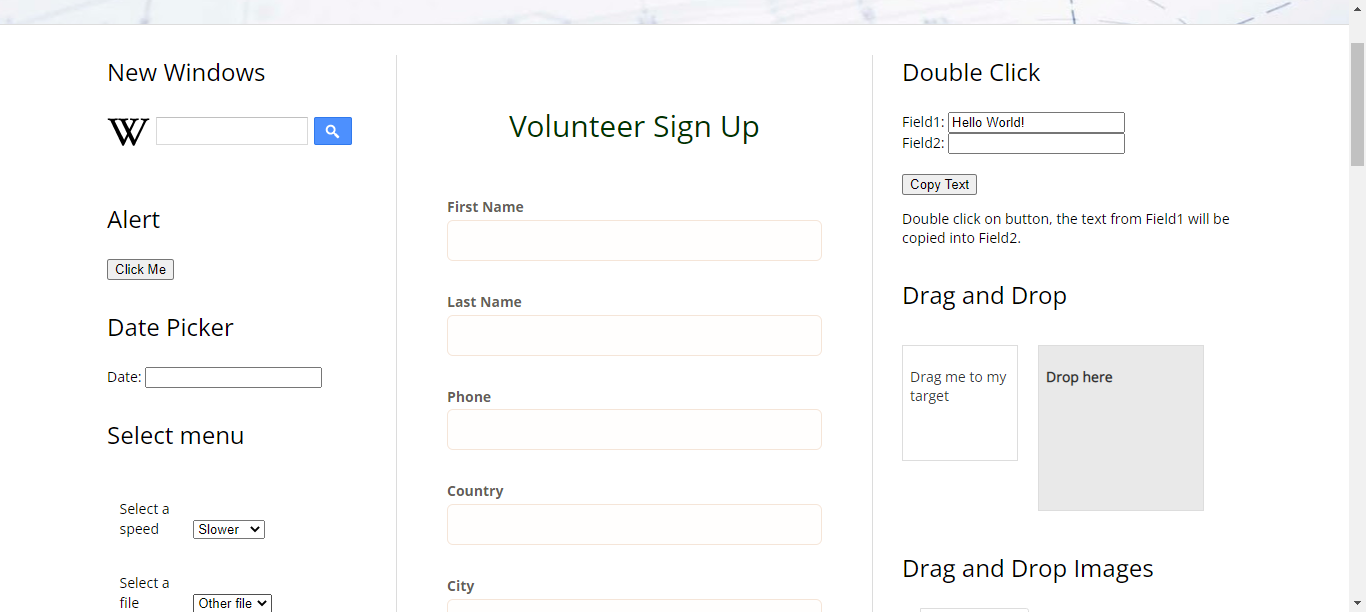 New Windows
W
Alert
Click Me
Date Picker
Date:
Select menu
Select a
speed
Slower
Select a
file
Other file
Volunteer Sign Up
First Name
Last Name
Phone
Country
City
Double Click
Field1: Hello World!
Field2:
Copy Text
Double click on button, the text from Field1 will be
copied into Field2.
Drag and Drop
Drag me to my
target
Drop here
Drag and Drop Images